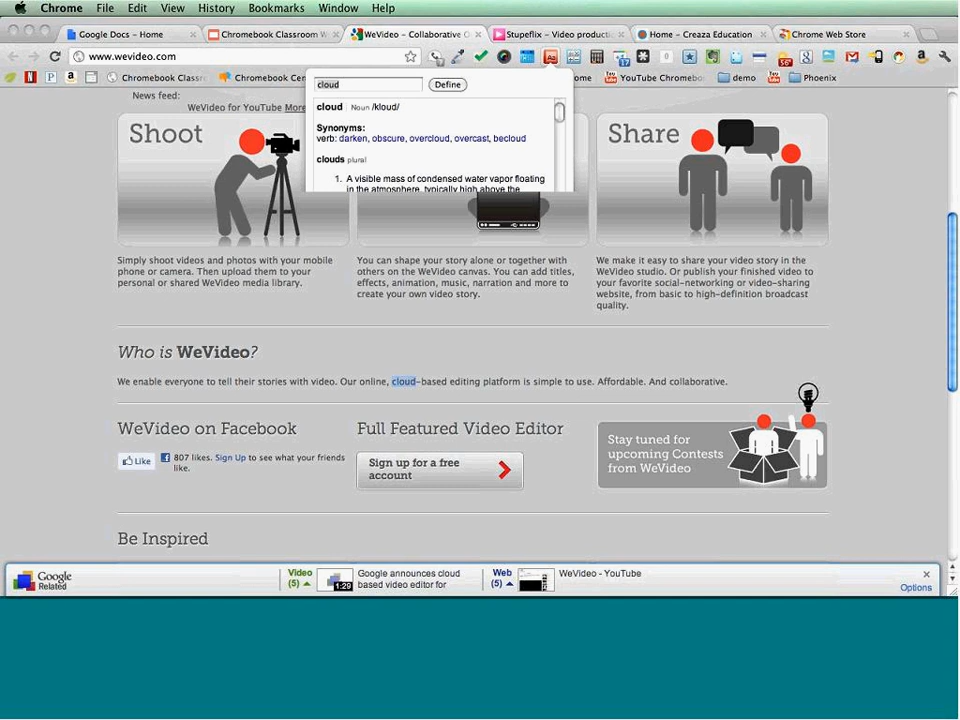 Chrome File Edit View History Bookmarks Window Help
Google Docs - Home
Chromebook Classroom W
WeVideo – Collaborative O
Stupeflix - Video production
Home – Creaza Education
Chrome Web Store
www.wevideo.com
Chromebook Classr
Chromebook Cen
ome
YouTube Chromebo
demo
Phoenix
cloud
Define
cloud Noun /kloud/
Synonyms:
verb: darken, obscure, overcloud, overcast, becloud
clouds plural
1. A visible mass of condensed water vapor floating
in the atmosphere, typically high above the
News feed:
WeVideo for YouTube More
Shoot
Share
Simply shoot videos and photos with your mobile
phone or camera. Then upload them to your
personal or shared WeVideo media library.
You can shape your story alone or together with
others on the WeVideo canvas. You can add titles,
effects, animation, music, narration and more to
create your own video story.
We make it easy to share your video story in the
WeVideo studio. Or publish your finished video to
your favorite social-networking or video-sharing
website, from basic to high-definition broadcast
quality.
Who is WeVideo?
We enable everyone to tell their stories with video. Our online, cloud-based editing platform is simple to use. Affordable. And collaborative.
WeVideo on Facebook
Like
807 likes. Sign Up to see what your friends
like.
Full Featured Video Editor
Sign up for a free
account
Stay tuned for
upcoming Contests
from WeVideo
Be Inspired
Google
Related
Video
(5)
1:29
Google announces cloud
based video editor for
Web
(5)
WeVideo - YouTube
Options